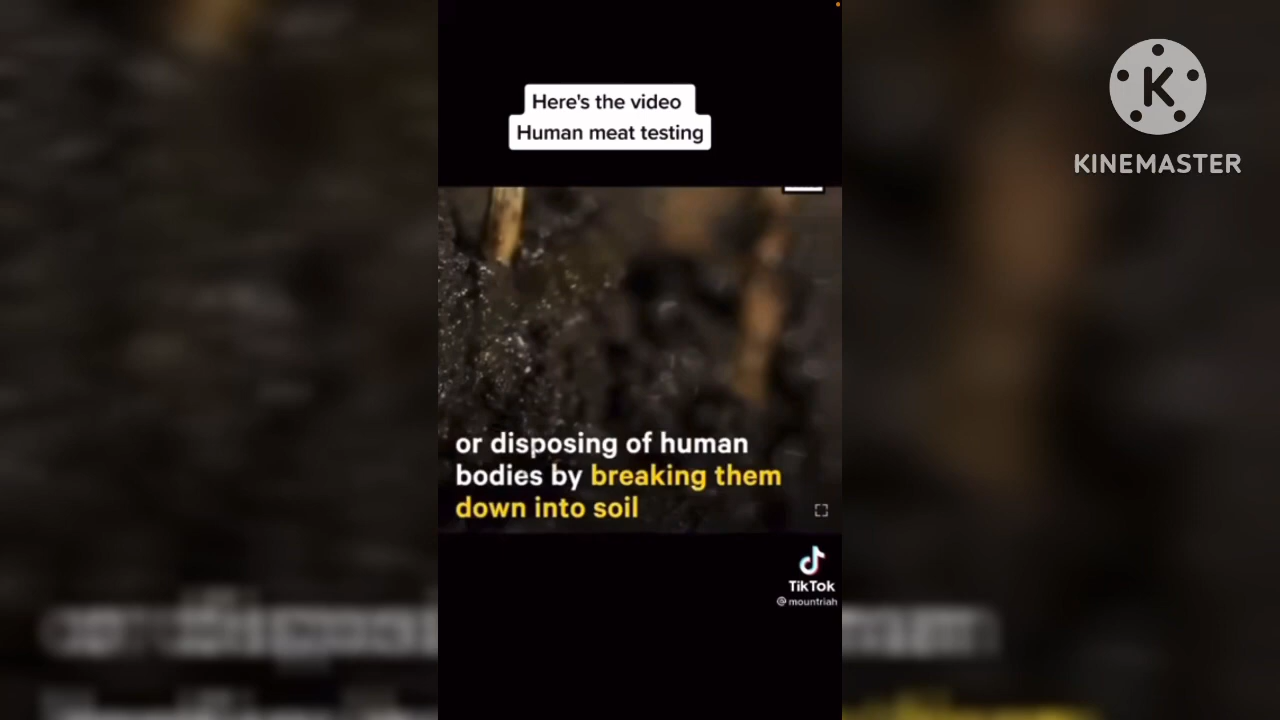 Here's the video
Human meat testing
KINEMASTER
or disposing of human
bodies by breaking them
down into soil
TikTok
@mountriah